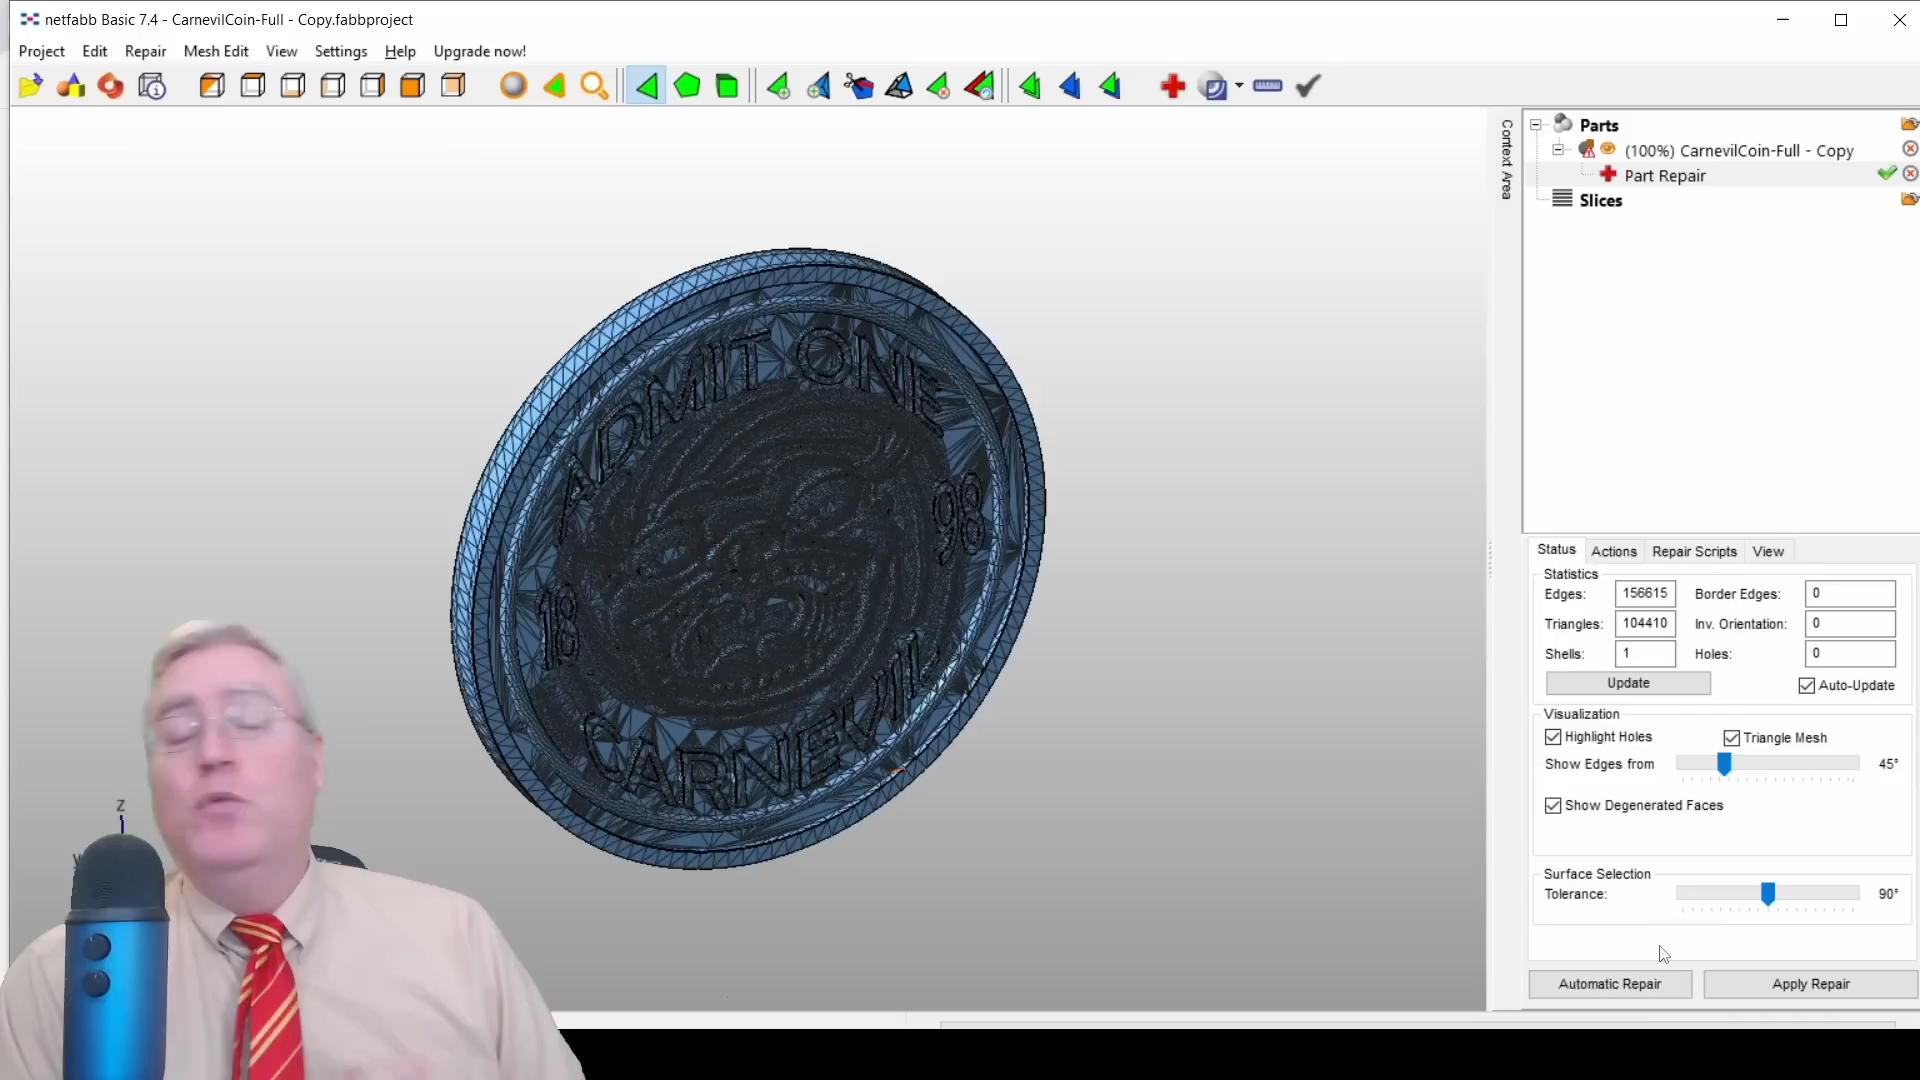 netfabb Basic 7.4 - CarnevilCoin-Full - Copy.fabbproject
Project Edit Repair Mesh Edit View Settings Help Upgrade now!
Context Area
Parts
(100%) CarnevilCoin-Full - Copy
Part Repair
Slices
ADMIT ONE
18
98
CARNEVIL
Z
Status Actions Repair Scripts View
Statistics
Edges: 156615 Border Edges: 0
Triangles: 104410 Inv. Orientation: 0
Shells: 1 Holes: 0
Update Auto-Update
Visualization
Highlight Holes Triangle Mesh
Show Edges from 45°
Show Degenerated Faces
Surface Selection
Tolerance: 90°
Automatic Repair Apply Repair